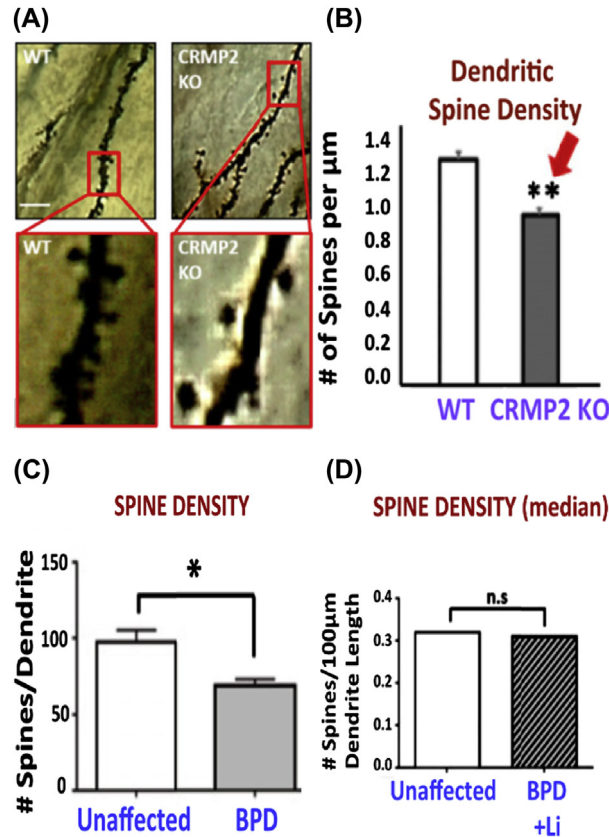 (A)
WT
CRMP2
KO
WT
CRMP2
KO
(B)
Dendritic
Spine Density
# of Spines per μm
1.4
1.2
1.0
0.8
0.6
0.4
0.2
0.0
**
WT
CRMP2 KO
(C)
SPINE DENSITY
# Spines/Dendrite
150
100
50
0
*
Unaffected
BPD
(D)
SPINE DENSITY (median)
# Spines/100μm
Dendrite Length
0.4
0.3
0.2
0.1
0.0
n.s
Unaffected
BPD
+Li